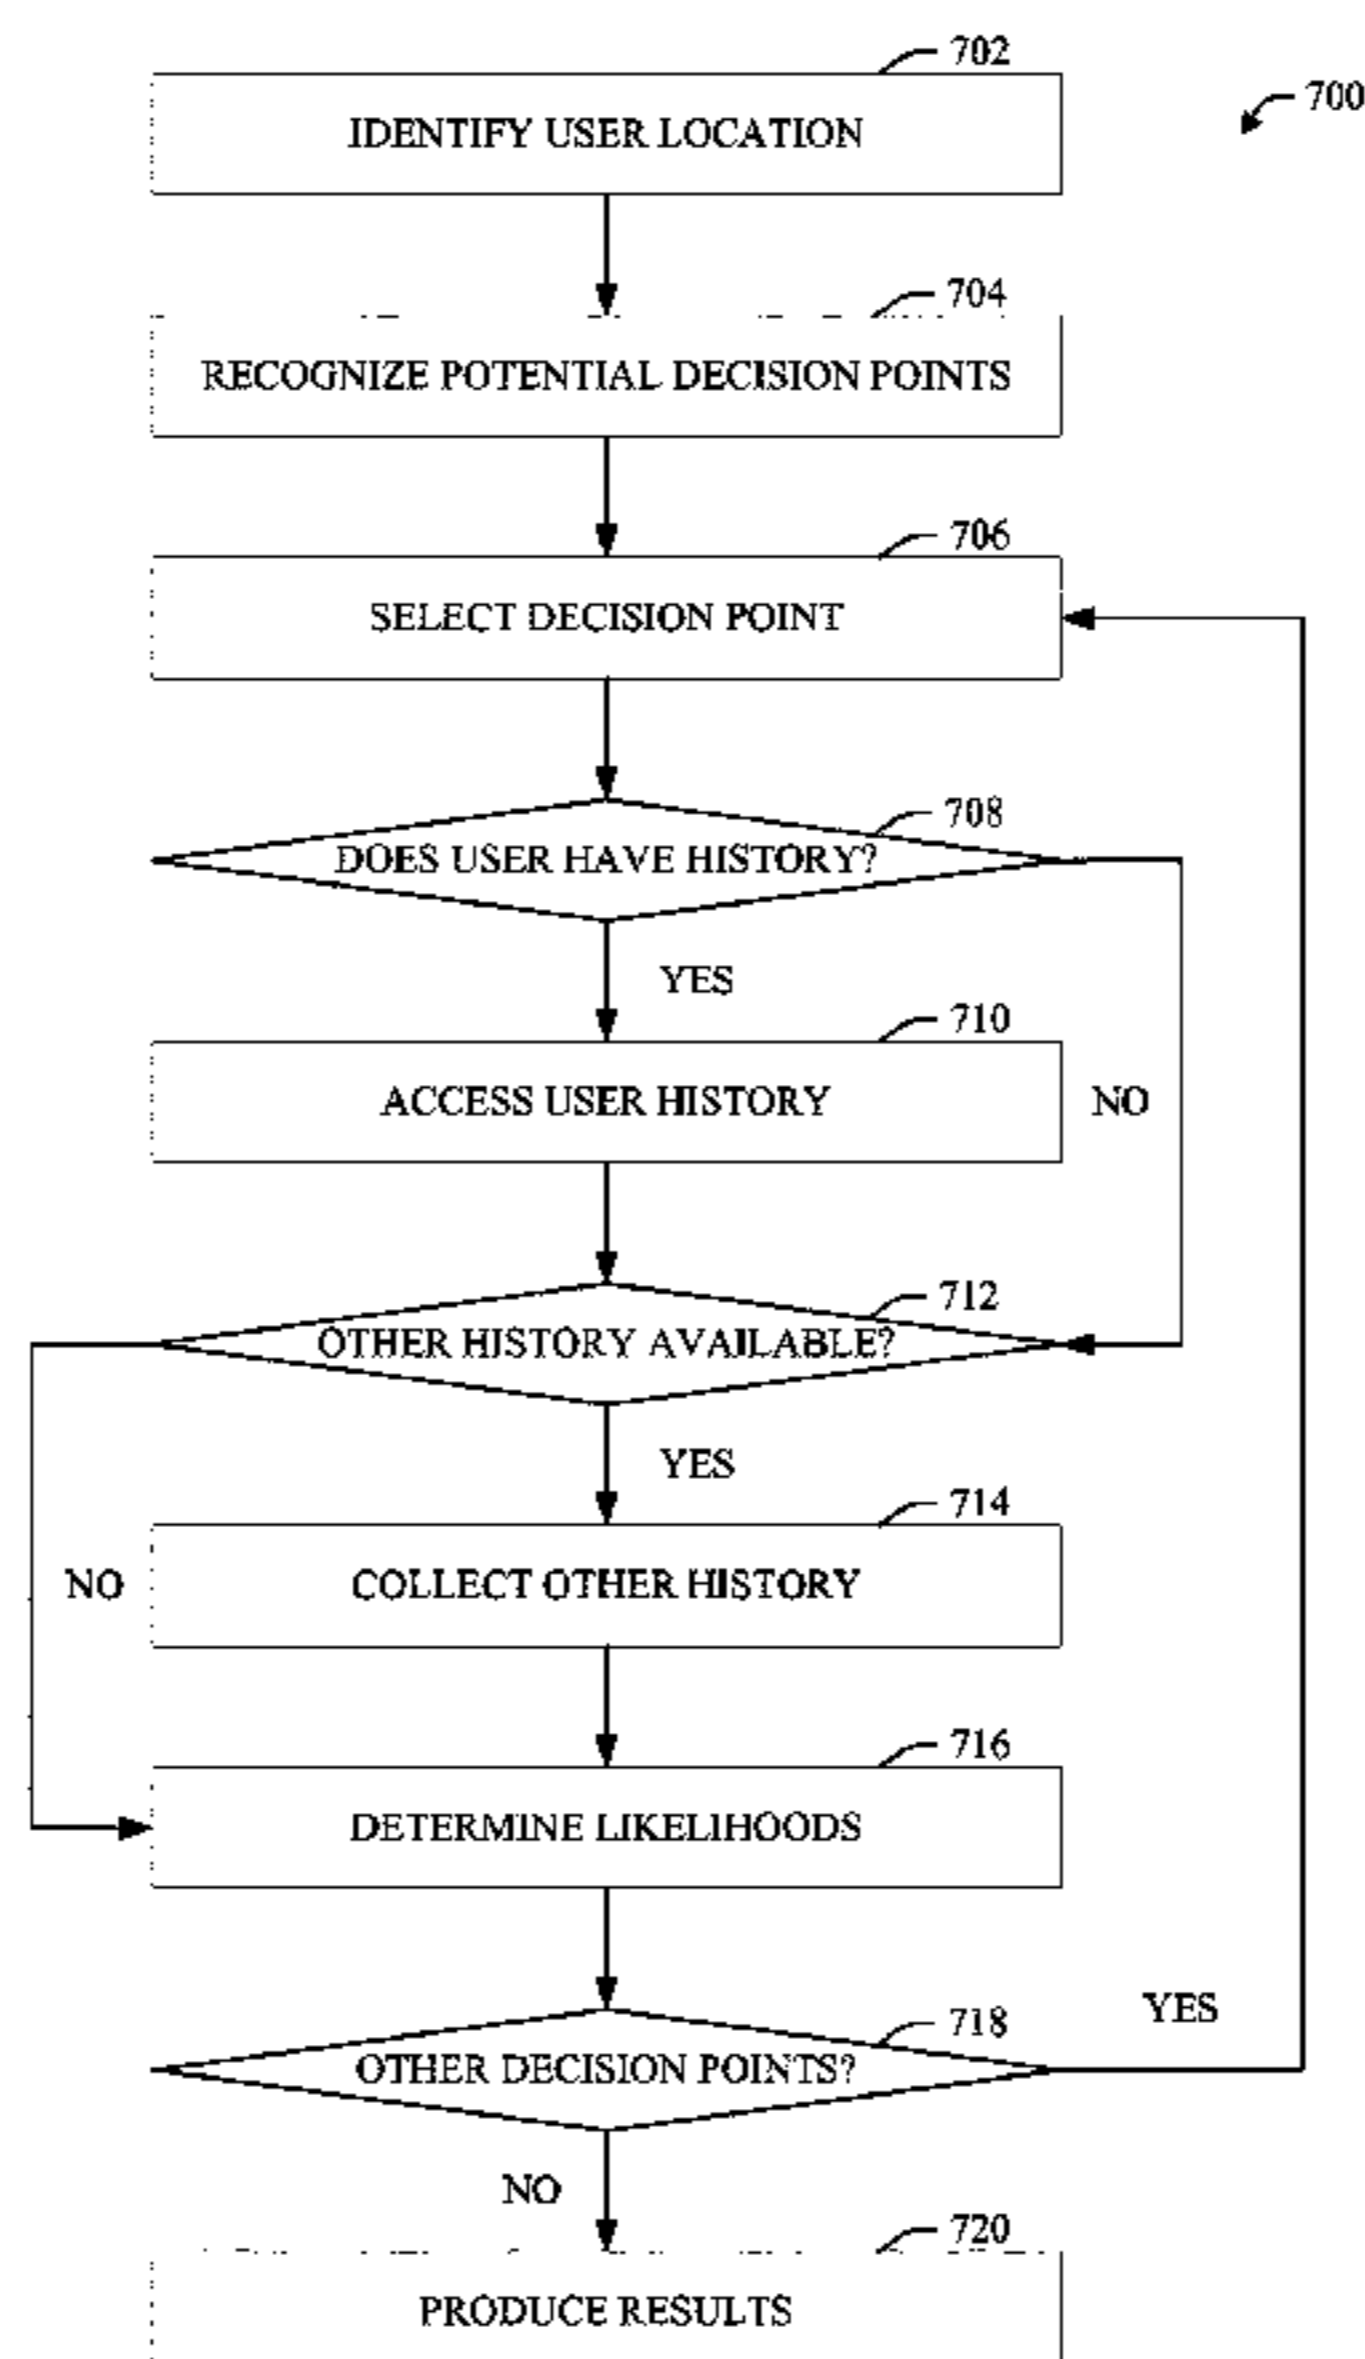 702
700
IDENTIFY USER LOCATION
704
RECOGNIZE POTENTIAL DECISION POINTS
706
SELECT DECISION POINT
708
DOES USER HAVE HISTORY?
YES
710
ACCESS USER HISTORY
NO
712
OTHER HISTORY AVAILABLE?
YES
714
NO
COLLECT OTHER HISTORY
716
DETERMINE LIKELIHOODS
YES
718
OTHER DECISION POINTS?
NO
720
PRODUCE RESULTS